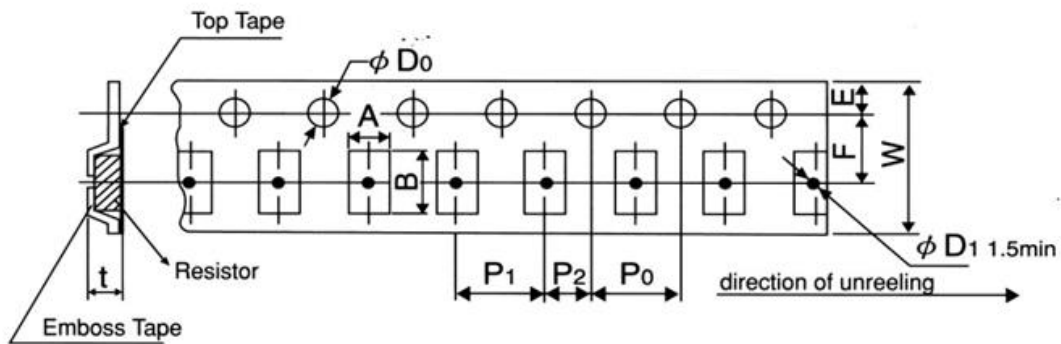 Top Tape
φ D0
A
B
E
F
W
t
Resistor
P1
P2
P0
φ D1 1.5min
direction of unreeling
Emboss Tape